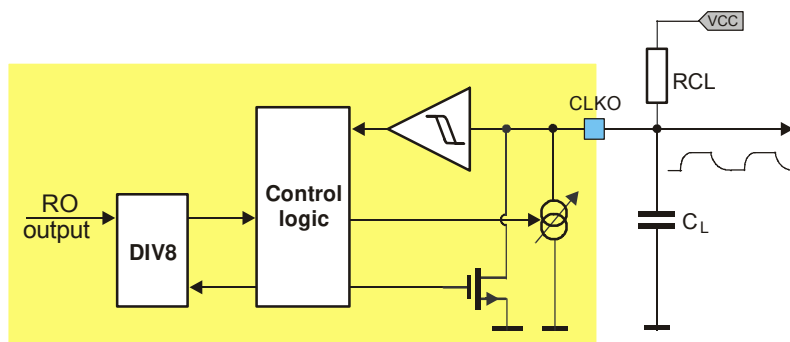 VCC
RCL
CLKO
Control
logic
RO
output
DIV8
CL